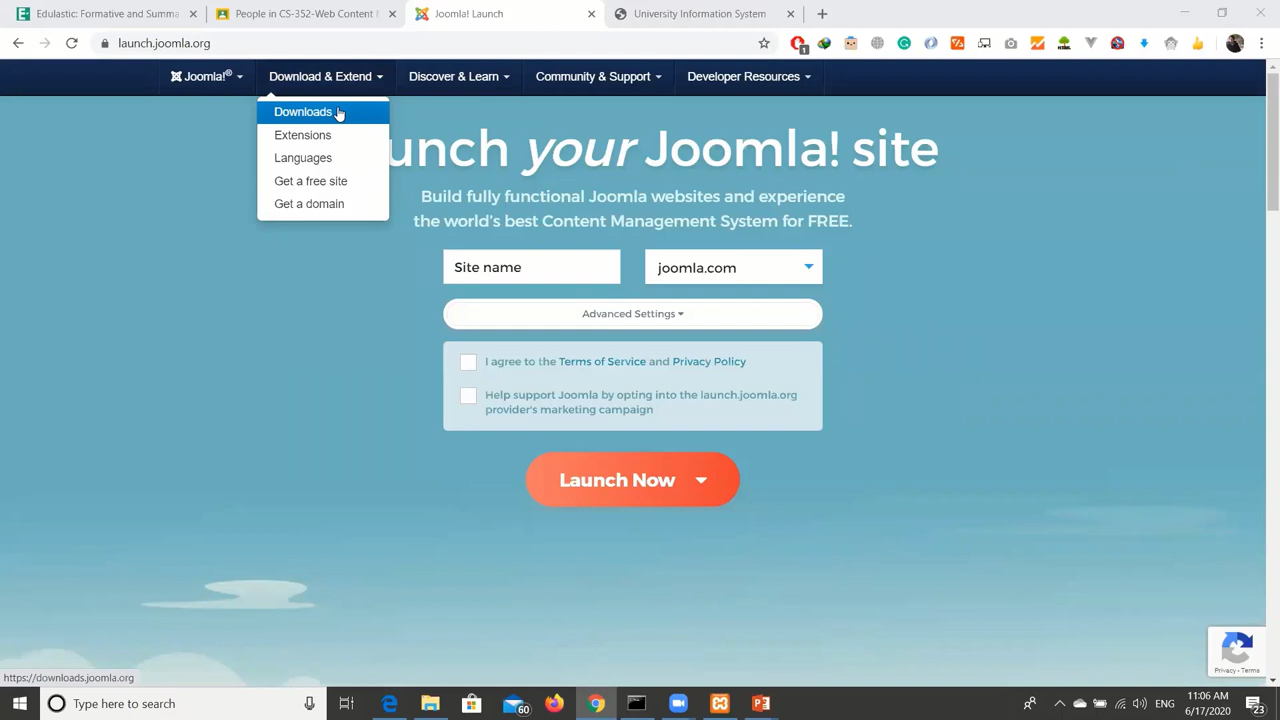 Edulastic: Formative and Summa
People in CS-352-Web Content M
Joomla! Launch
University Information System
launch.joomla.org
1
Joomla!®
Download & Extend
Discover & Learn
Community & Support
Developer Resources
Downloads
Extensions
Languages
Get a free site
Get a domain
unch your Joomla! site
Build fully functional Joomla websites and experience
the world's best Content Management System for FREE.
Site name
joomla.com
Advanced Settings
I agree to the Terms of Service and Privacy Policy
Help support Joomla by opting into the launch.joomla.org
provider's marketing campaign
Launch Now
Privacy - Terms
https://downloads.joomla.org
Type here to search
60
ENG
11:06 AM
6/17/2020
23